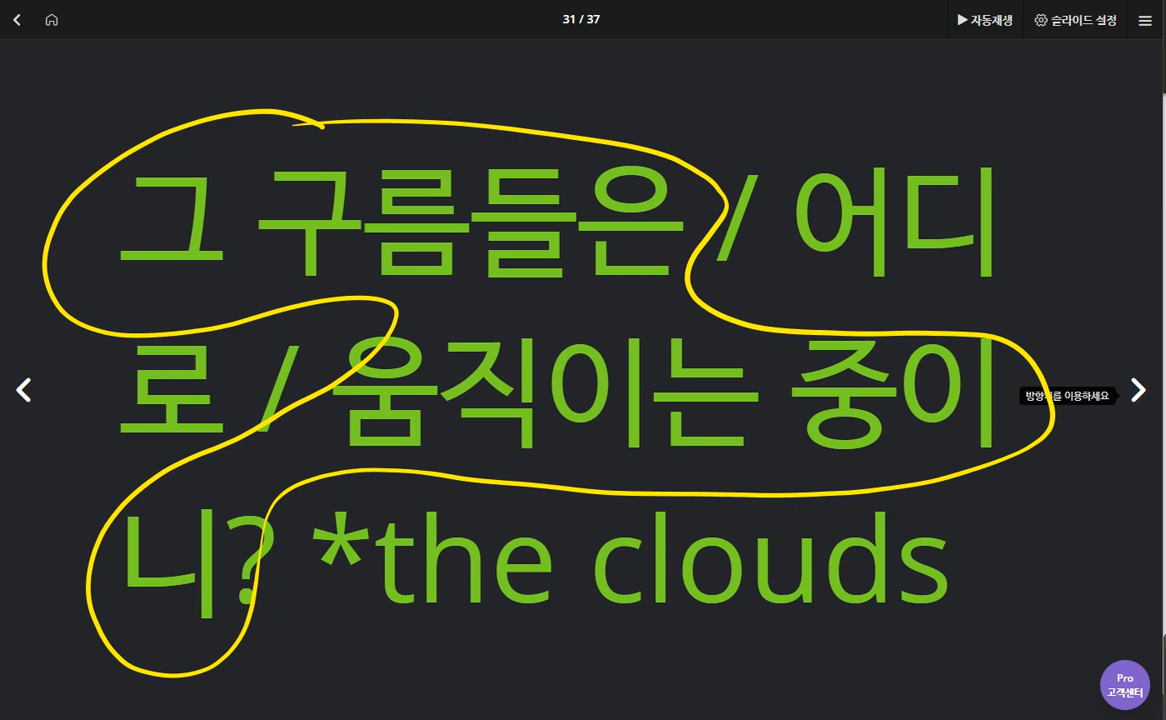 31 / 37
▶ 자동재생
슬라이드 설정
그 구름들은 / 어디
로 / 움직이는 중이
방향키를 이용하세요
니? *the clouds
Pro
고객센터